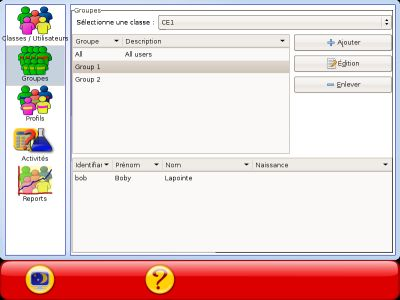 Classes / Utilisateurs
Groupes
Profils
Activités
Reports
Groupes
Sélectionne une classe : CE1
Groupe Description
All All users
Group 1
Group 2
Ajouter
Édition
Enlever
Identifiar Prénom Nom Naissance
bob Boby Lapointe